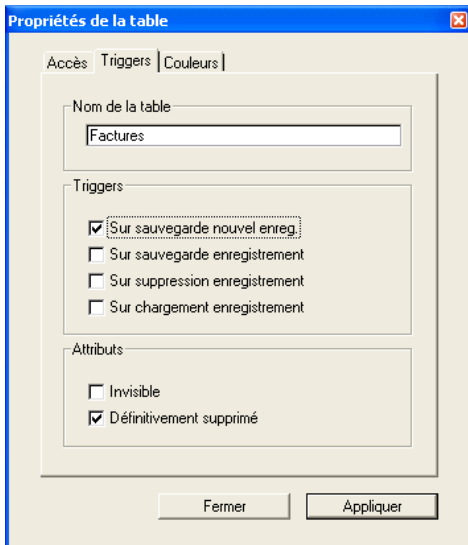 Propriétés de la table
Accès Triggers Couleurs
Nom de la table
Factures
Triggers
Sur sauvegarde nouvel enreg.
Sur sauvegarde enregistrement
Sur suppression enregistrement
Sur chargement enregistrement
Attributs
Invisible
Définitivement supprimé
Fermer Appliquer